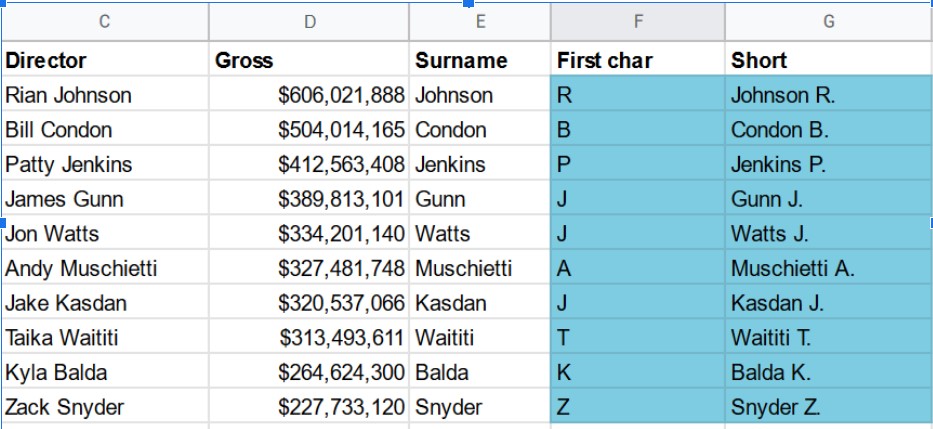 C D E F G
Director Gross Surname First char Short
Rian Johnson $606,021,888 Johnson R Johnson R.
Bill Condon $504,014,165 Condon B Condon B.
Patty Jenkins $412,563,408 Jenkins P Jenkins P.
James Gunn $389,813,101 Gunn J Gunn J.
Jon Watts $334,201,140 Watts J Watts J.
Andy Muschietti $327,481,748 Muschietti A Muschietti A.
Jake Kasdan $320,537,066 Kasdan J Kasdan J.
Taika Waititi $313,493,611 Waititi T Waititi T.
Kyla Balda $264,624,300 Balda K Balda K.
Zack Snyder $227,733,120 Snyder Z Snyder Z.